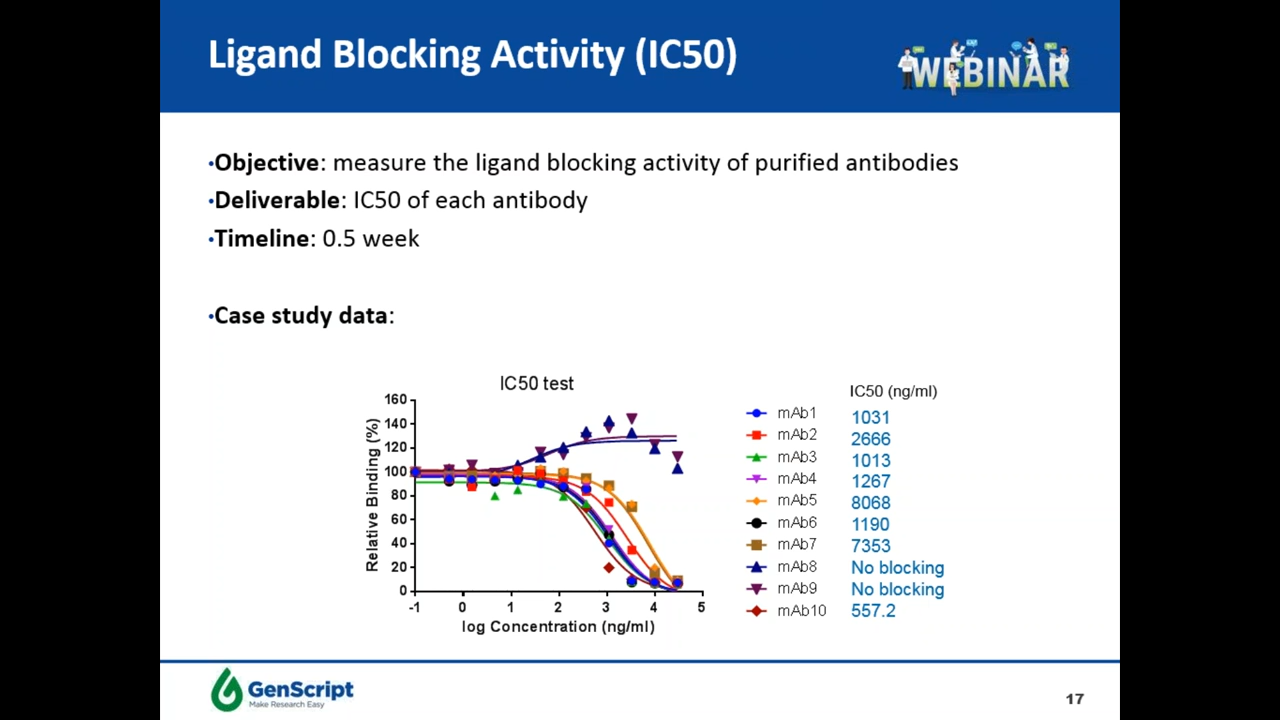 Ligand Blocking Activity (IC50)
WEBINAR
•Objective: measure the ligand blocking activity of purified antibodies
•Deliverable: IC50 of each antibody
•Timeline: 0.5 week
•Case study data:
IC50 test
Relative Binding (%)
160
140
120
100
80
60
40
20
0
-1 0 1 2 3 4 5
log Concentration (ng/ml)
IC50 (ng/ml)
mAb1 1031
mAb2 2666
mAb3 1013
mAb4 1267
mAb5 8068
mAb6 1190
mAb7 7353
mAb8 No blocking
mAb9 No blocking
mAb10 557.2
GenScript
Make Research Easy
17